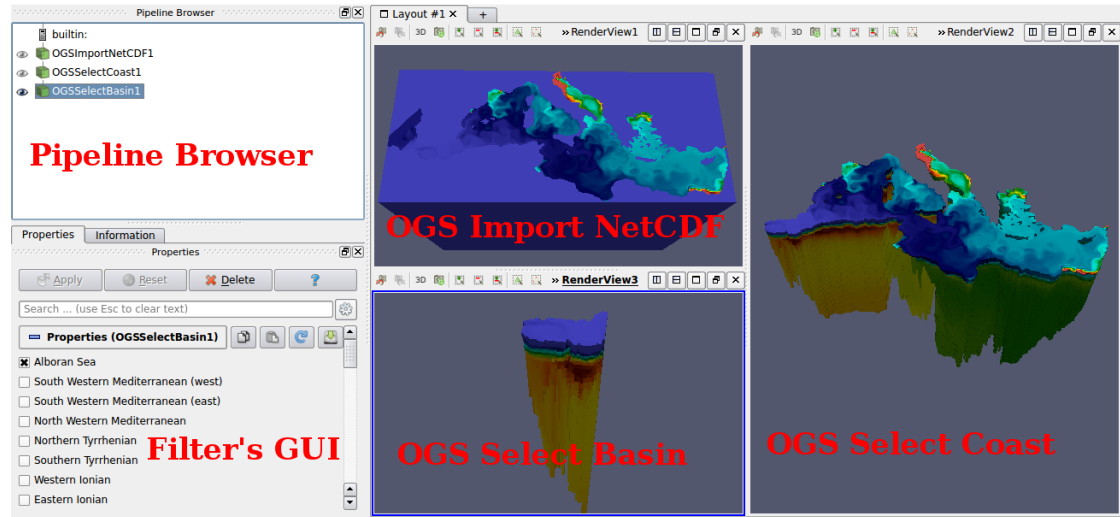 Pipeline Browser
builtin:
OGSImportNetCDF1
OGSSelectCoast1
OGSSelectBasin1
Pipeline Browser
Properties
Information
Properties
Apply
Reset
Delete
?
Search ... (use Esc to clear text)
Properties (OGSSelectBasin1)
Alboran Sea
South Western Mediterranean (west)
South Western Mediterranean (east)
North Western Mediterranean
Northern Tyrrhenian
Southern Tyrrhenian
Western Ionian
Eastern Ionian
Filter's GUI
Layout #1
+
3D
»RenderView1
OGS Import NetCDF
3D
»RenderView3
OGS Select Basin
3D
»RenderView2
OGS Select Coast